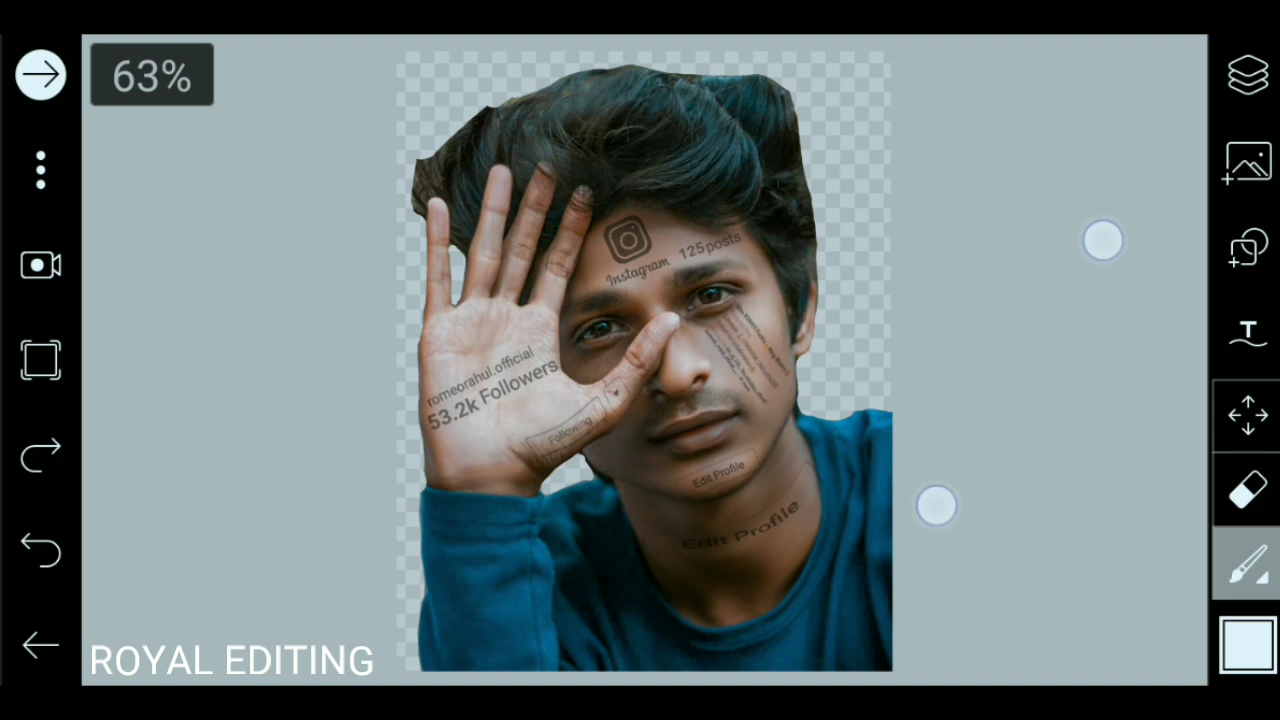 63%
Instagram
125 posts
romeorahul.official
53.2k Followers
Following
Edit Profile
Edit Profile
ROYAL EDITING
T